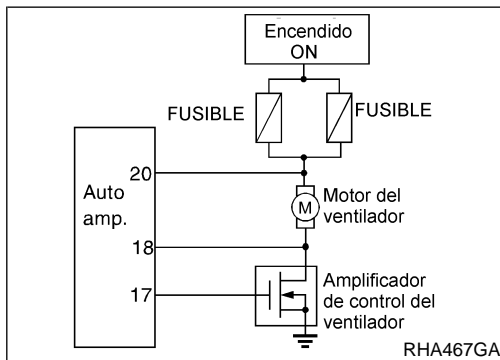 Encendido
ON
FUSIBLE
FUSIBLE
20
Auto
amp.
Motor del
ventilador
M
18
17
Amplificador
de control del
ventilador
RHA467GA